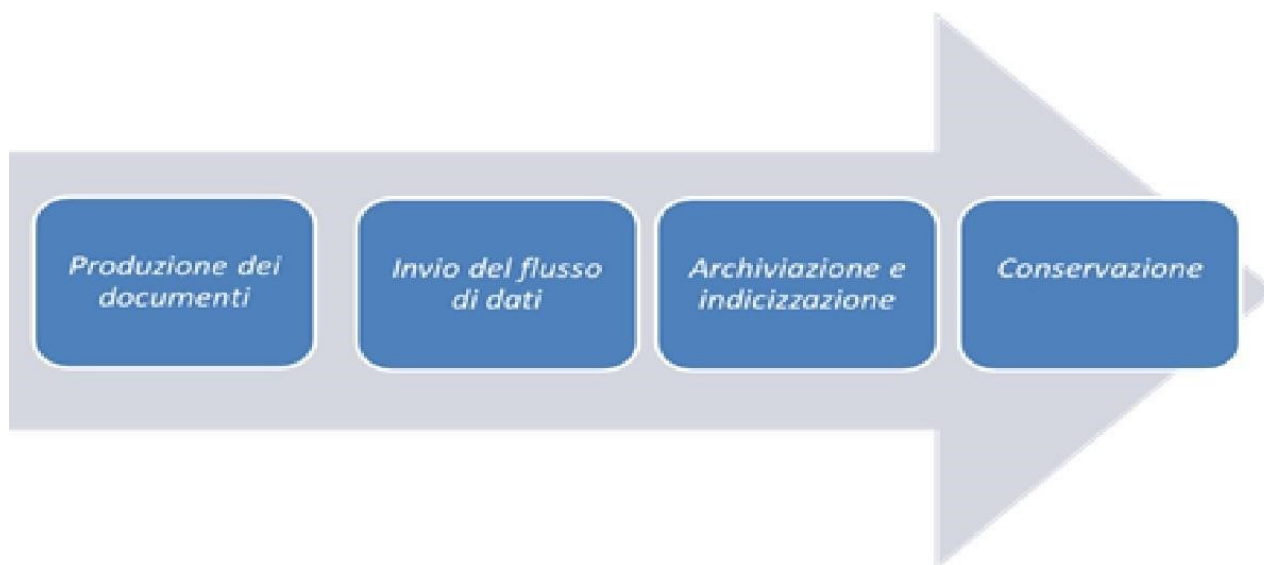 Produzione dei
documenti
Invio del flusso
di dati
Archiviazione e
indicizzazione
Conservazione